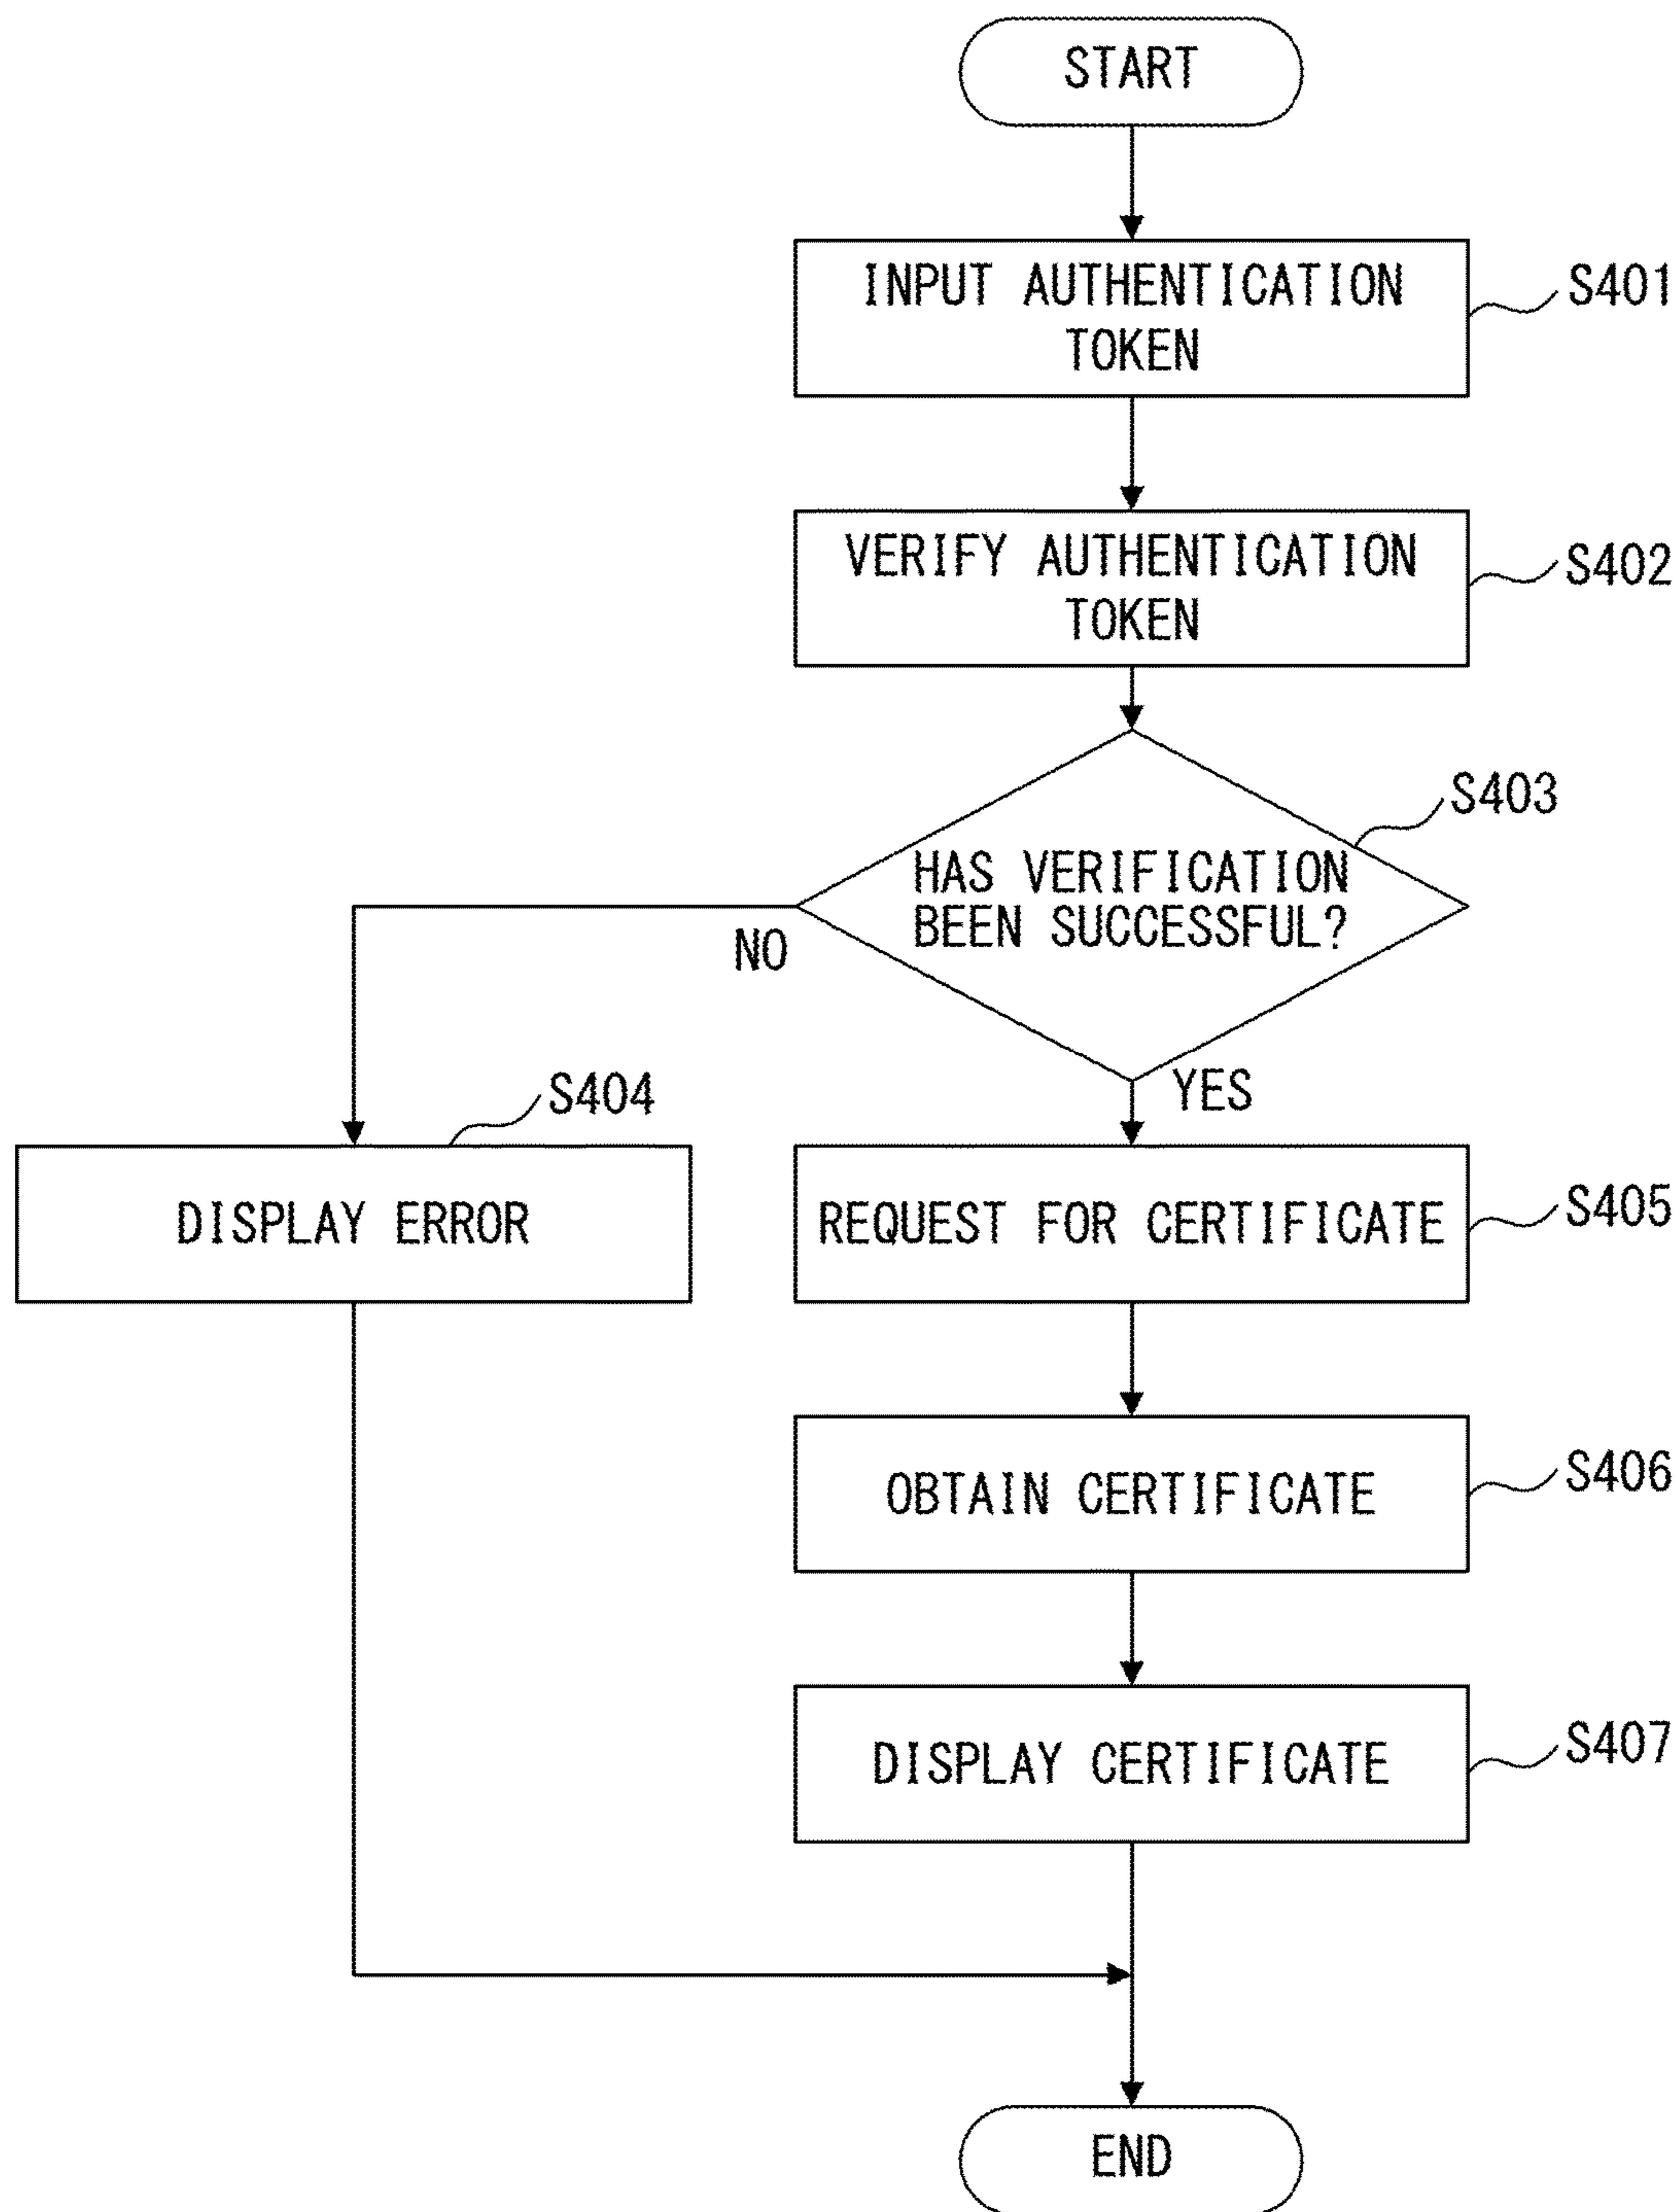 START
INPUT AUTHENTICATION
TOKEN
S401
VERIFY AUTHENTICATION
TOKEN
S402
S403
HAS VERIFICATION
BEEN SUCCESSFUL?
NO
YES
S404
DISPLAY ERROR
REQUEST FOR CERTIFICATE
S405
OBTAIN CERTIFICATE
S406
DISPLAY CERTIFICATE
S407
END